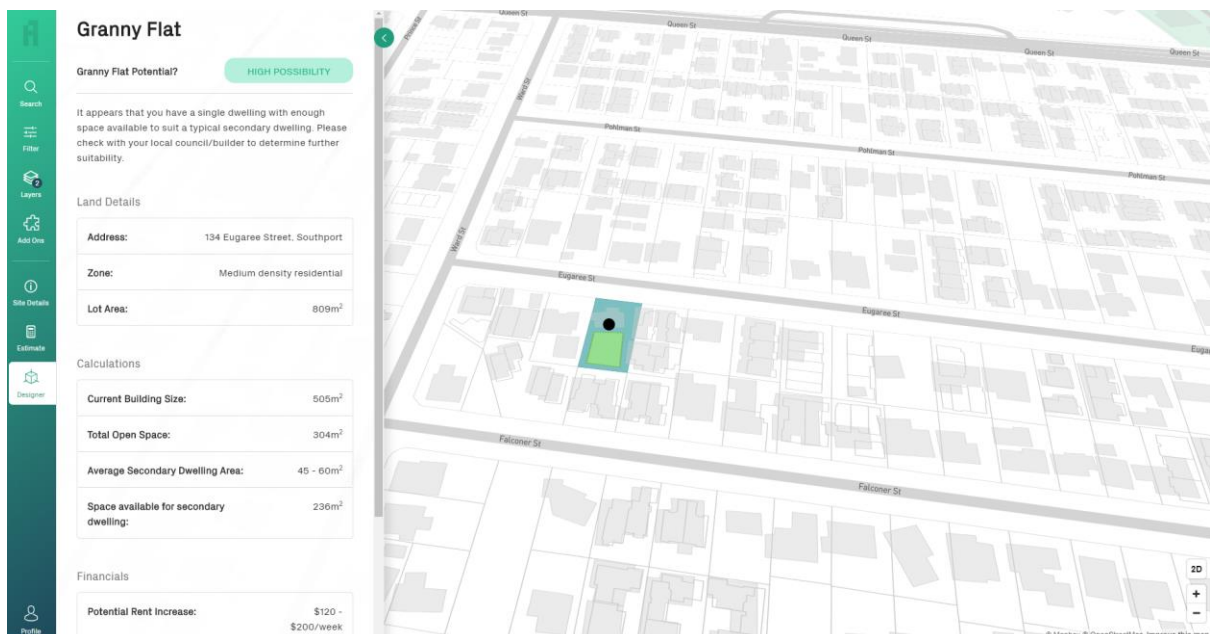 Granny Flat
Granny Flat Potential?
HIGH POSSIBILITY
It appears that you have a single dwelling with enough
space available to suit a typical secondary dwelling. Please
check with your local council/builder to determine further
suitability.
Land Details
Address: 134 Eugaree Street, Southport
Zone: Medium density residential
Lot Area: 809m²
Calculations
Current Building Size: 505m²
Total Open Space: 304m²
Average Secondary Dwelling Area: 45 - 60m²
Space available for secondary
dwelling: 236m²
Financials
Potential Rent Increase: $120 -
$200/week
Search
Filter
2
Layers
Add Ons
Site Details
Estimate
Designer
Profile
Queen St
Queen St
Queen St
Queen St
Queen St
Ward St
Pohlman St
Pohlman St
Pohlman St
Ward St
Eugaree St
Eugaree St
Falconer St
Falconer St
2D
+
−